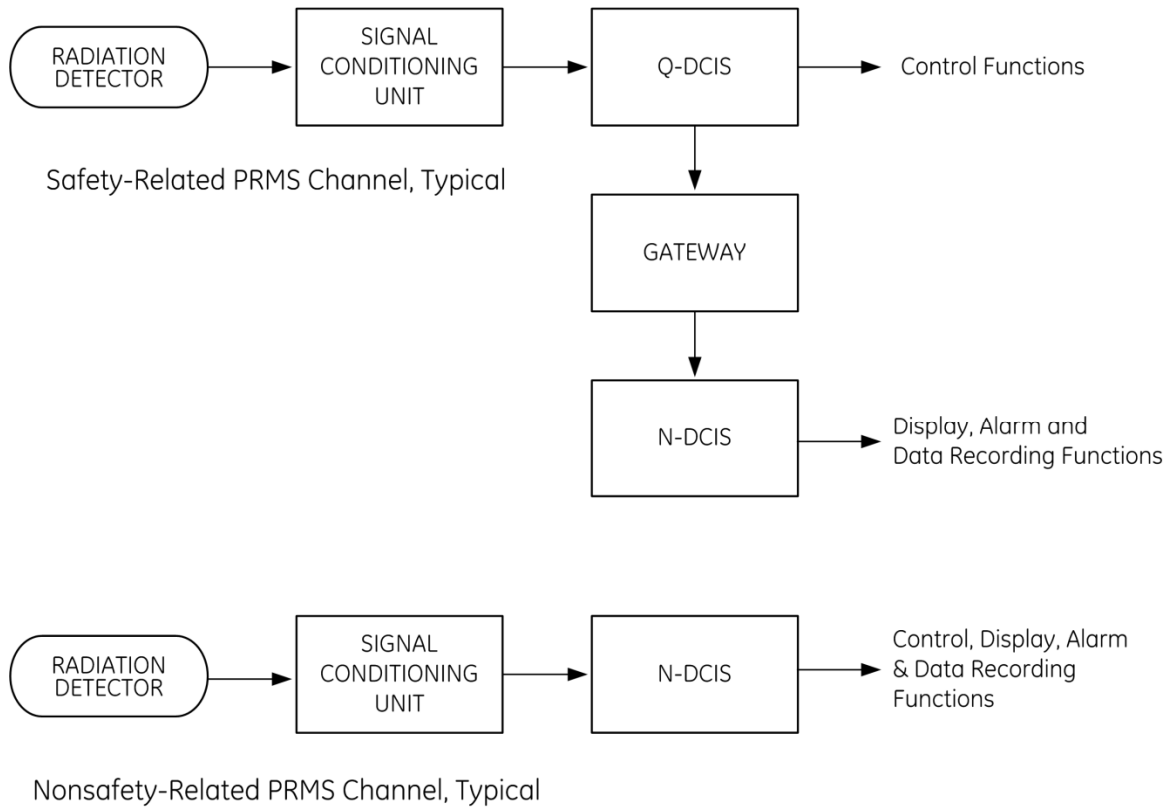 RADIATION
DETECTOR
SIGNAL
CONDITIONING
UNIT
Q-DCIS
Control Functions
Safety-Related PRMS Channel, Typical
GATEWAY
N-DCIS
Display, Alarm and
Data Recording Functions
RADIATION
DETECTOR
SIGNAL
CONDITIONING
UNIT
N-DCIS
Control, Display, Alarm
& Data Recording
Functions
Nonsafety-Related PRMS Channel, Typical